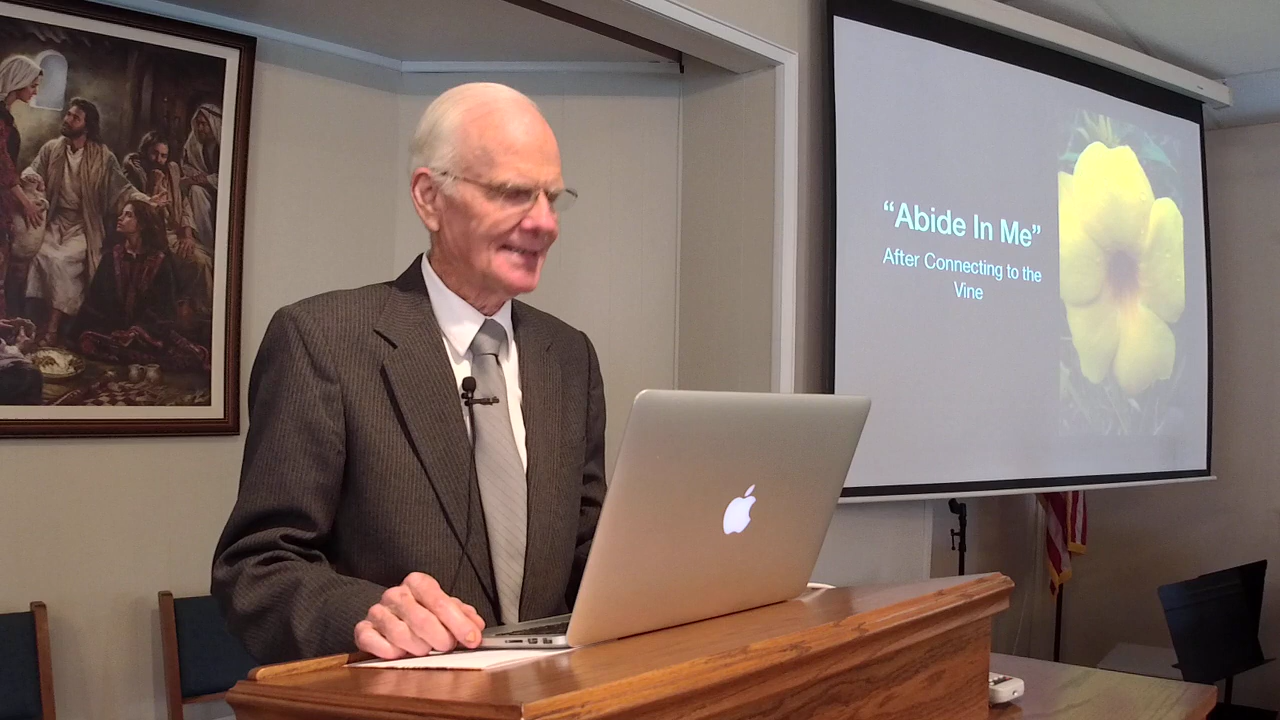 “Abide In Me”
After Connecting to the
Vine